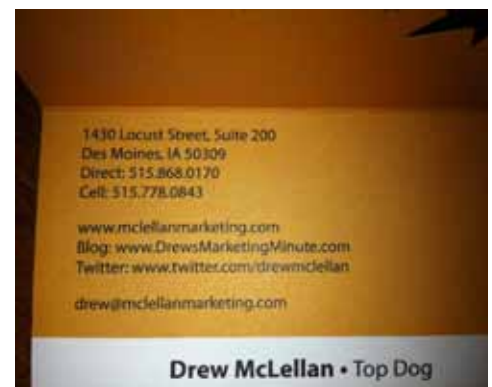 1430 Locust Street, Suite 200
Des Moines, IA 50309
Direct: 515.868.0170
Cell: 515.778.0843
www.mclellanmarketing.com
Blog: www.DrewsMarketingMinute.com
Twitter: www.twitter.com/drewmclellan
drew@mclellanmarketing.com
Drew McLellan • Top Dog